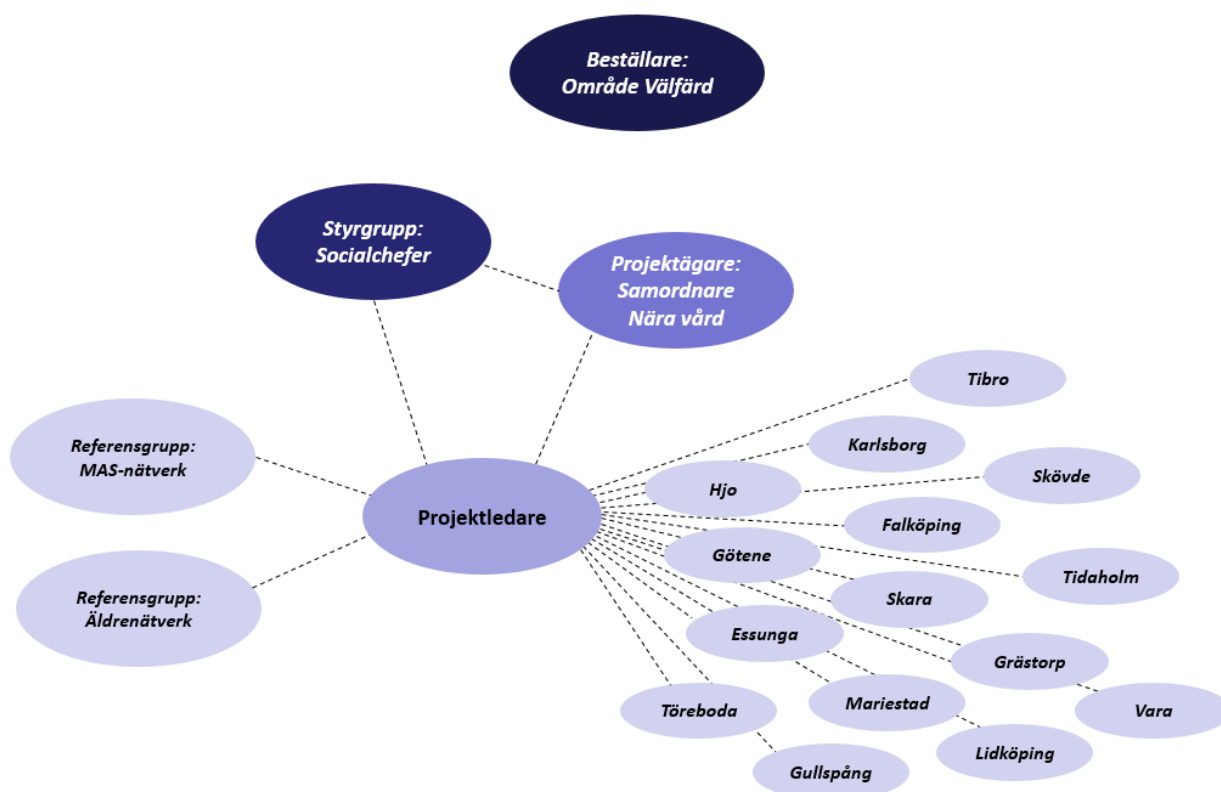 Beställare:
Område Välfärd
Styrgrupp:
Socialchefer
Projektägare:
Samordnare
Nära vård
Tibro
Karlsborg
Referensgrupp:
MAS-nätverk
Hjo
Skövde
Projektledare
Falköping
Götene
Tidaholm
Referensgrupp:
Äldrenätverk
Skara
Essunga
Grästorp
Töreboda
Mariestad
Vara
Lidköping
Gullspång